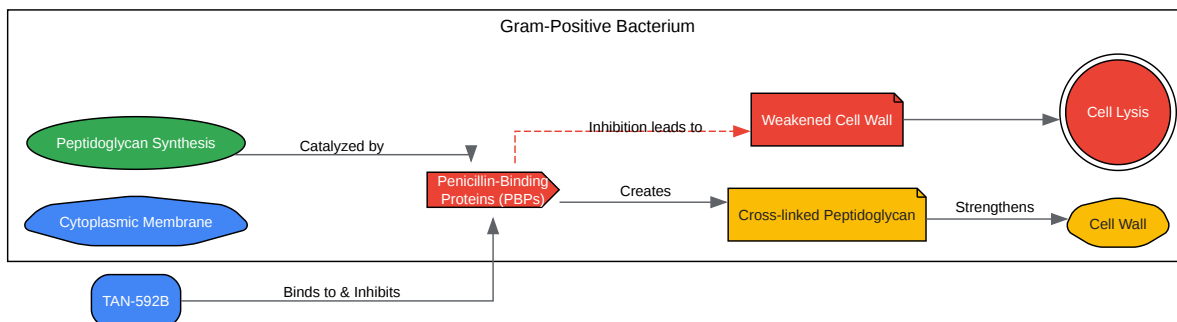 Gram-Positive Bacterium
Peptidoglycan Synthesis
Catalyzed by
Inhibition leads to
Weakened Cell Wall
Cell Lysis
Penicillin-Binding
Proteins (PBPs)
Creates
Cross-linked Peptidoglycan
Strengthens
Cell Wall
Cytoplasmic Membrane
TAN-592B
Binds to & Inhibits